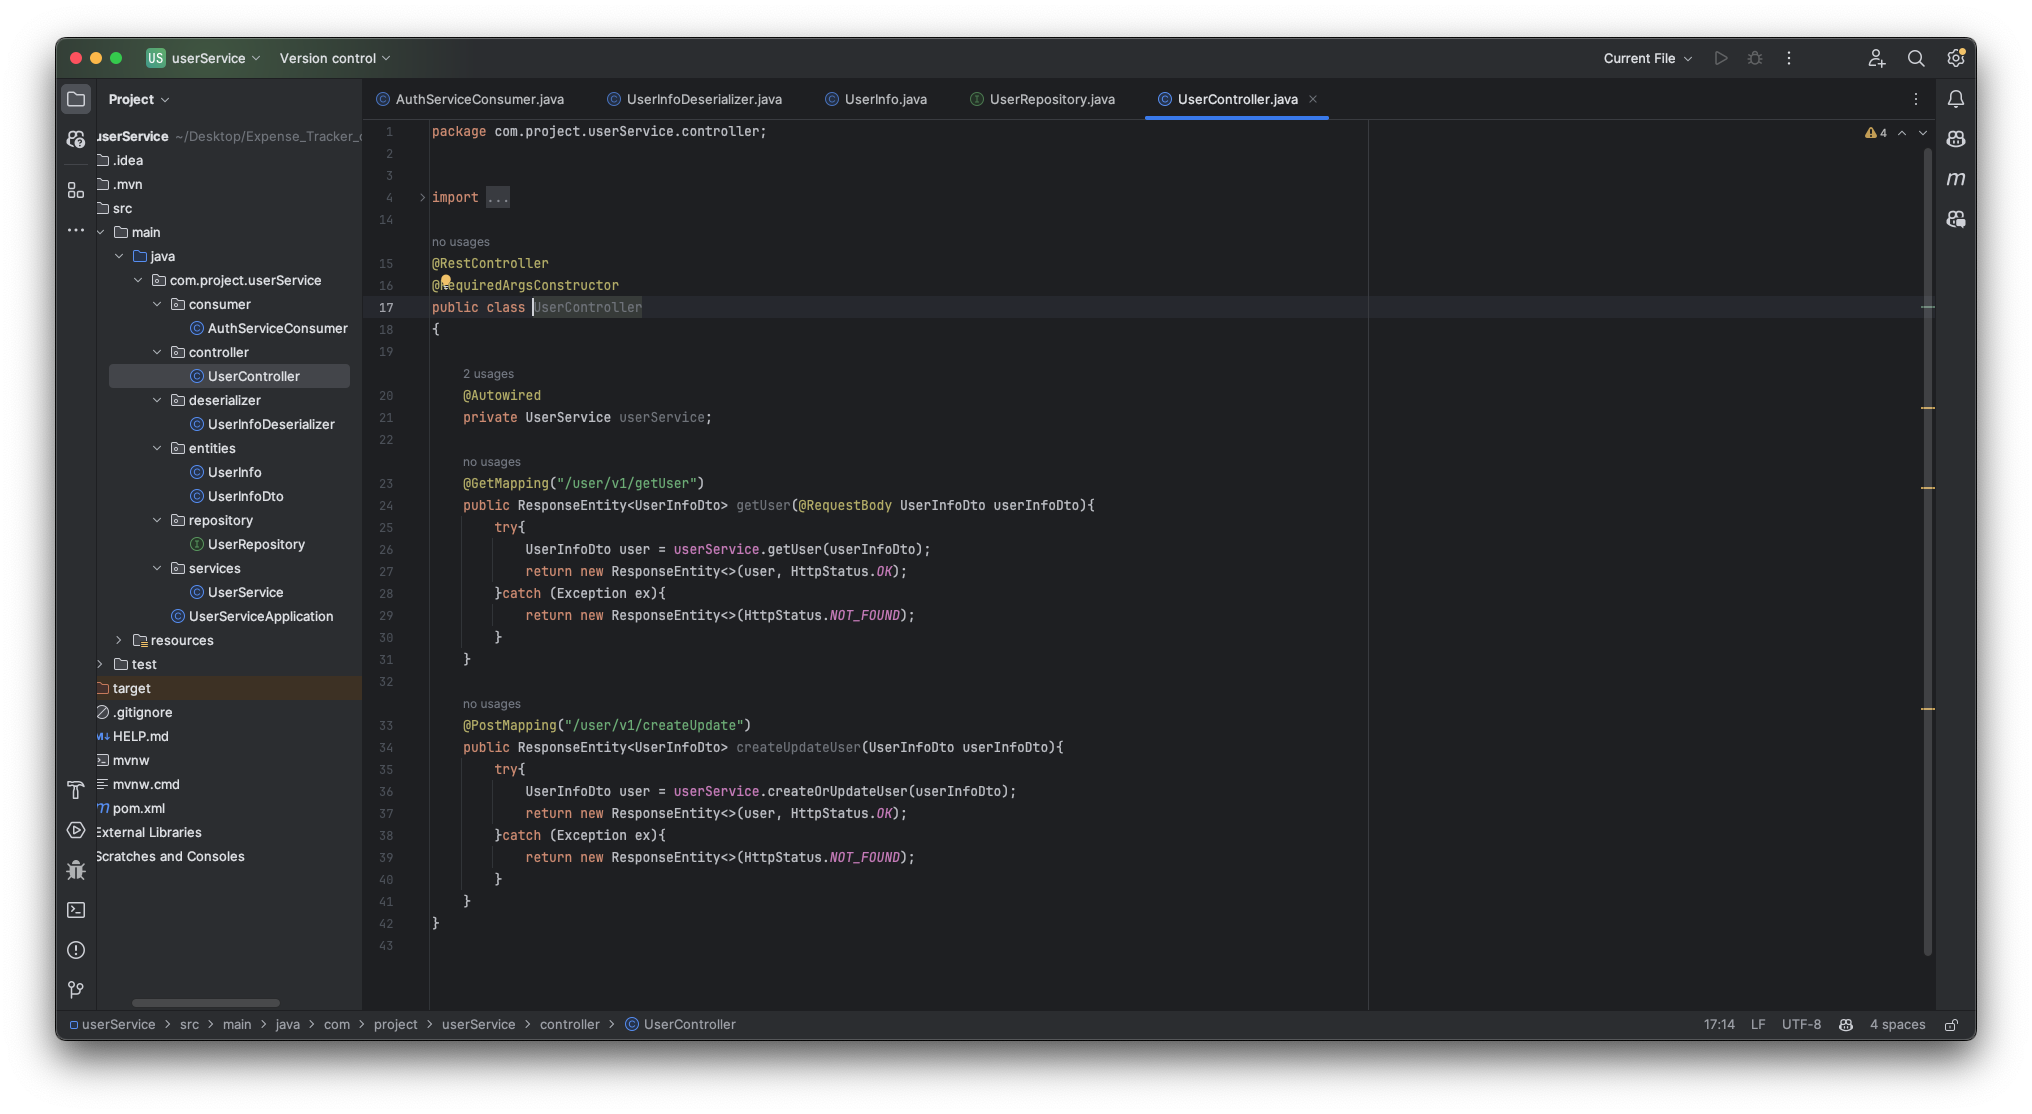 US userService Version control
Current File
Project
AuthServiceConsumer.java UserInfoDeserializer.java UserInfo.java UserRepository.java UserController.java
userService ~/Desktop/Expense_Tracker_
.idea
.mvn
src
main
java
com.project.userService
consumer
AuthServiceConsumer
controller
UserController
deserializer
UserInfoDeserializer
entities
UserInfo
UserInfoDto
repository
UserRepository
services
UserService
UserServiceApplication
resources
test
target
.gitignore
M↓ HELP.md
mvnw
mvnw.cmd
m pom.xml
External Libraries
Scratches and Consoles
4
1 package com.project.userService.controller;
2
3
4 import ...
14
no usages
15 @RestController
16 @RequiredArgsConstructor
17 public class UserController
18 {
19
2 usages
20 @Autowired
21 private UserService userService;
22
no usages
23 @GetMapping("/user/v1/getUser")
24 public ResponseEntity<UserInfoDto> getUser(@RequestBody UserInfoDto userInfoDto){
25 try{
26 UserInfoDto user = userService.getUser(userInfoDto);
27 return new ResponseEntity<>(user, HttpStatus.OK);
28 }catch (Exception ex){
29 return new ResponseEntity<>(HttpStatus.NOT_FOUND);
30 }
31 }
32
no usages
33 @PostMapping("/user/v1/createUpdate")
34 public ResponseEntity<UserInfoDto> createUpdateUser(UserInfoDto userInfoDto){
35 try{
36 UserInfoDto user = userService.createOrUpdateUser(userInfoDto);
37 return new ResponseEntity<>(user, HttpStatus.OK);
38 }catch (Exception ex){
39 return new ResponseEntity<>(HttpStatus.NOT_FOUND);
40 }
41 }
42 }
43
m
userService > src > main > java > com > project > userService > controller > UserController
17:14 LF UTF-8 4 spaces